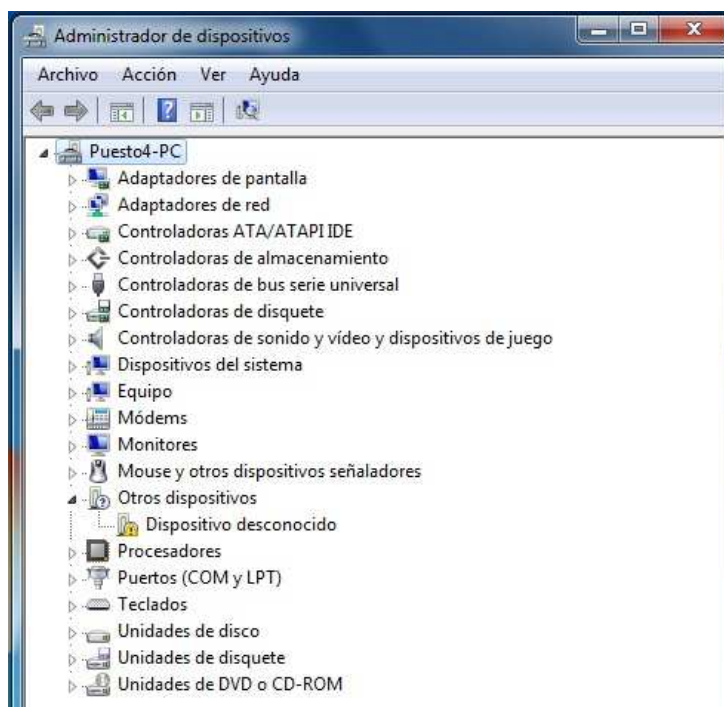 Administrador de dispositivos
Archivo Acción Ver Ayuda
Puesto4-PC
Adaptadores de pantalla
Adaptadores de red
Controladoras ATA/ATAPI IDE
Controladoras de almacenamiento
Controladoras de bus serie universal
Controladoras de disquete
Controladoras de sonido y vídeo y dispositivos de juego
Dispositivos del sistema
Equipo
Módems
Monitores
Mouse y otros dispositivos señaladores
Otros dispositivos
Dispositivo desconocido
Procesadores
Puertos (COM y LPT)
Teclados
Unidades de disco
Unidades de disquete
Unidades de DVD o CD-ROM